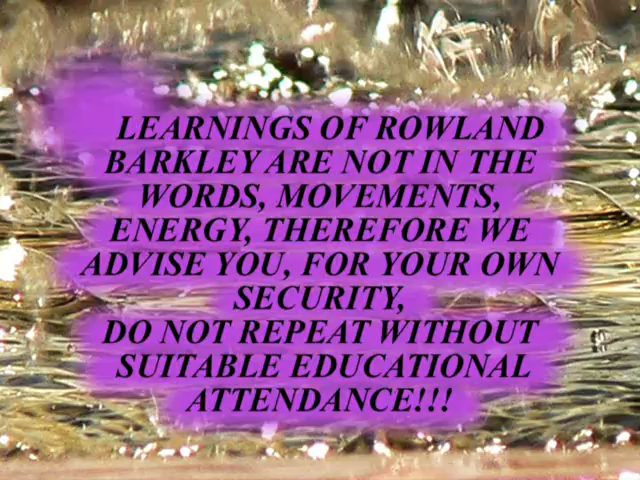 LEARNINGS OF ROWLAND
BARKLEY ARE NOT IN THE
WORDS, MOVEMENTS,
ENERGY, THEREFORE WE
ADVISE YOU, FOR YOUR OWN
SECURITY,
DO NOT REPEAT WITHOUT
SUITABLE EDUCATIONAL
ATTENDANCE!!!